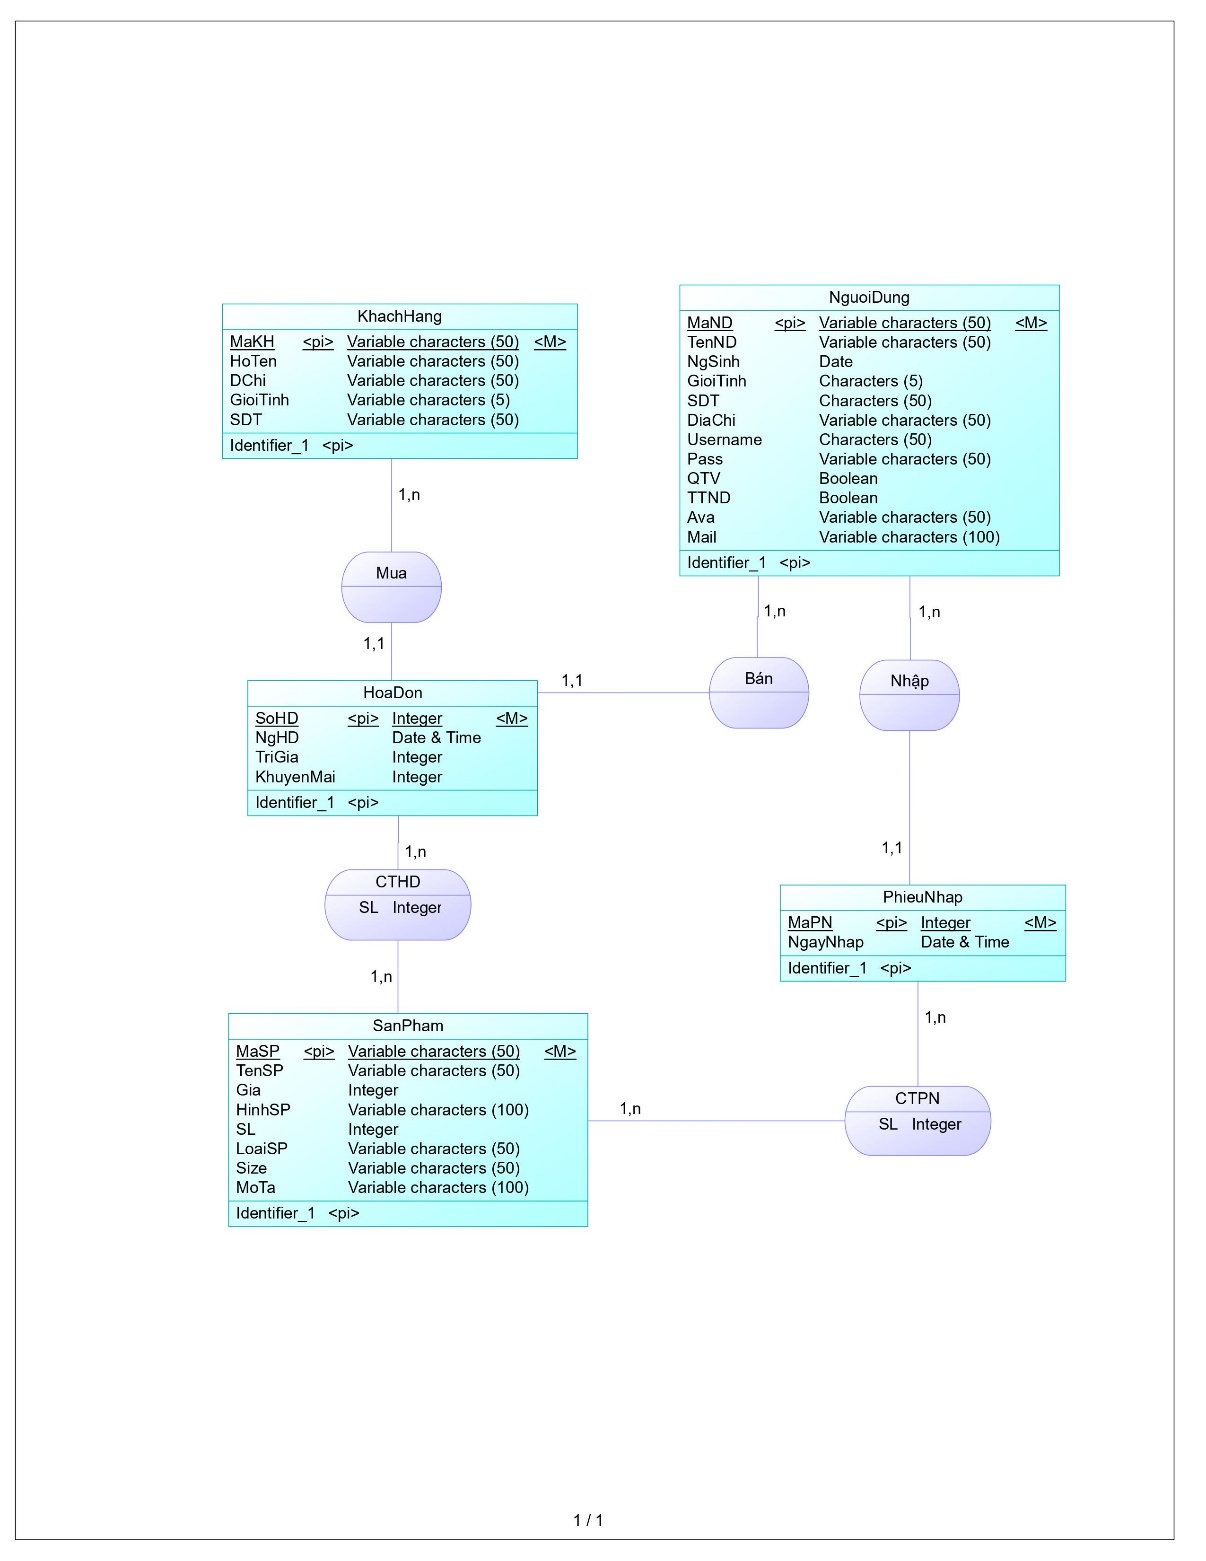 KhachHang
MaKH <pi> Variable characters (50) <M>
HoTen Variable characters (50)
DChi Variable characters (50)
GioiTinh Variable characters (5)
SDT Variable characters (50)
Identifier_1 <pi>
NguoiDung
MaND <pi> Variable characters (50) <M>
TenND Variable characters (50)
NgSinh Date
GioiTinh Characters (5)
SDT Characters (50)
DiaChi Variable characters (50)
Username Characters (50)
Pass Variable characters (50)
QTV Boolean
TTND Boolean
Ava Variable characters (50)
Mail Variable characters (100)
Identifier_1 <pi>
1,n
Mua
1,1
1,n
1,n
Bán
Nhập
1,1
HoaDon
SoHD <pi> Integer <M>
NgHD Date & Time
TriGia Integer
KhuyenMai Integer
Identifier_1 <pi>
1,n
1,1
CTHD
SL Integer
1,n
PhieuNhap
MaPN <pi> Integer <M>
NgayNhap Date & Time
Identifier_1 <pi>
1,n
SanPham
MaSP <pi> Variable characters (50) <M>
TenSP Variable characters (50)
Gia Integer
HinhSP Variable characters (100)
SL Integer
LoaiSP Variable characters (50)
Size Variable characters (50)
MoTa Variable characters (100)
Identifier_1 <pi>
1,n
CTPN
SL Integer
1 / 1